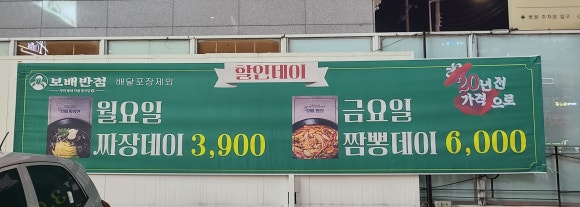 할인데이
보배반점 배달포장제외
월요일
짜장데이 3,900
금요일
짬뽕데이 6,000
20년전
가격으로